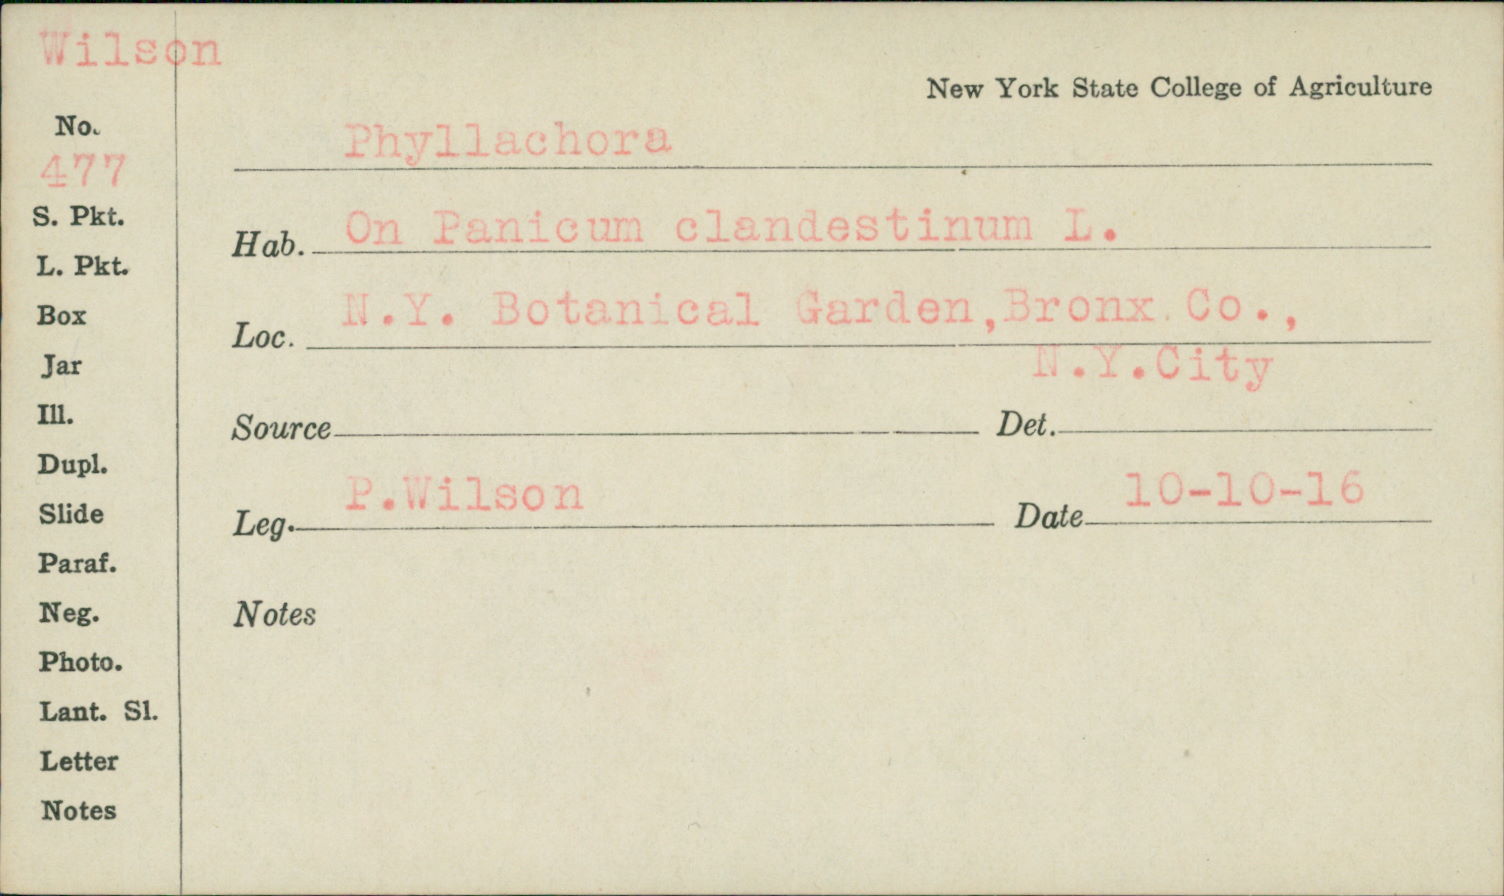 Wilson
New York State College of Agriculture
No.
477
S. Pkt.
L. Pkt.
Box
Jar
Ill.
Dupl.
Slide
Paraf.
Neg.
Photo.
Lant. Sl.
Letter
Notes
Phyllachora
Hab. On Panicum clandestinum L.
Loc. N.Y. Botanical Garden,Bronx Co.,
N.Y.City
Source Det.
Leg. P.Wilson Date 10-10-16
Notes